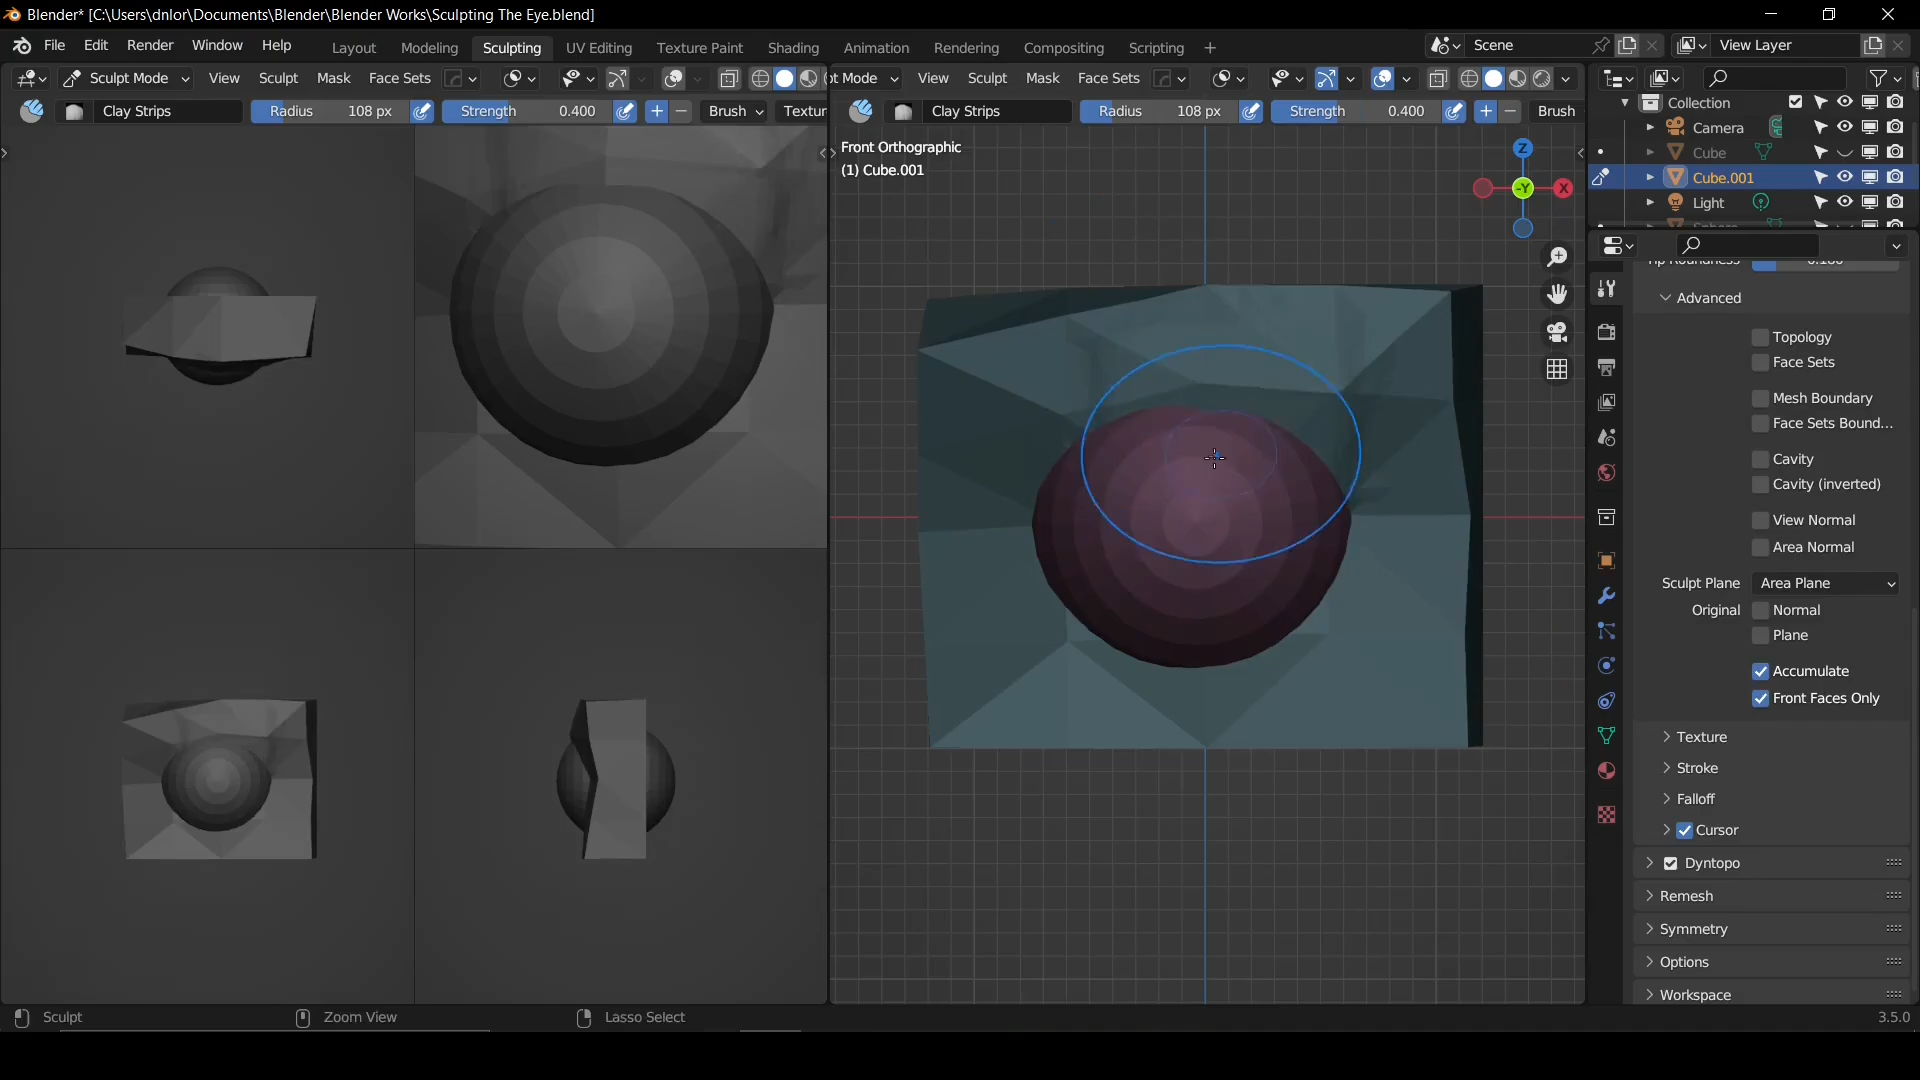 Blender* [C:\Users\dnlor\Documents\Blender\Blender Works\Sculpting The Eye.blend]
File Edit Render Window Help Layout Modeling Sculpting UV Editing Texture Paint Shading Animation Rendering Compositing Scripting + Scene View Layer
Sculpt Mode View Sculpt Mask Face Sets
ot Mode View Sculpt Mask Face Sets
Clay Strips Radius 108 px Strength 0.400 + − Brush Textur
Clay Strips Radius 108 px Strength 0.400 + − Brush
Front Orthographic
(1) Cube.001
Z
-Y
X
Collection
Camera
Cube
Cube.001
Light
Advanced
Topology
Face Sets
Mesh Boundary
Face Sets Bound...
Cavity
Cavity (inverted)
View Normal
Area Normal
Sculpt Plane Area Plane
Original Normal
Plane
Accumulate
Front Faces Only
Texture
Stroke
Falloff
Cursor
Dyntopo
Remesh
Symmetry
Options
Workspace
Sculpt Zoom View Lasso Select 3.5.0